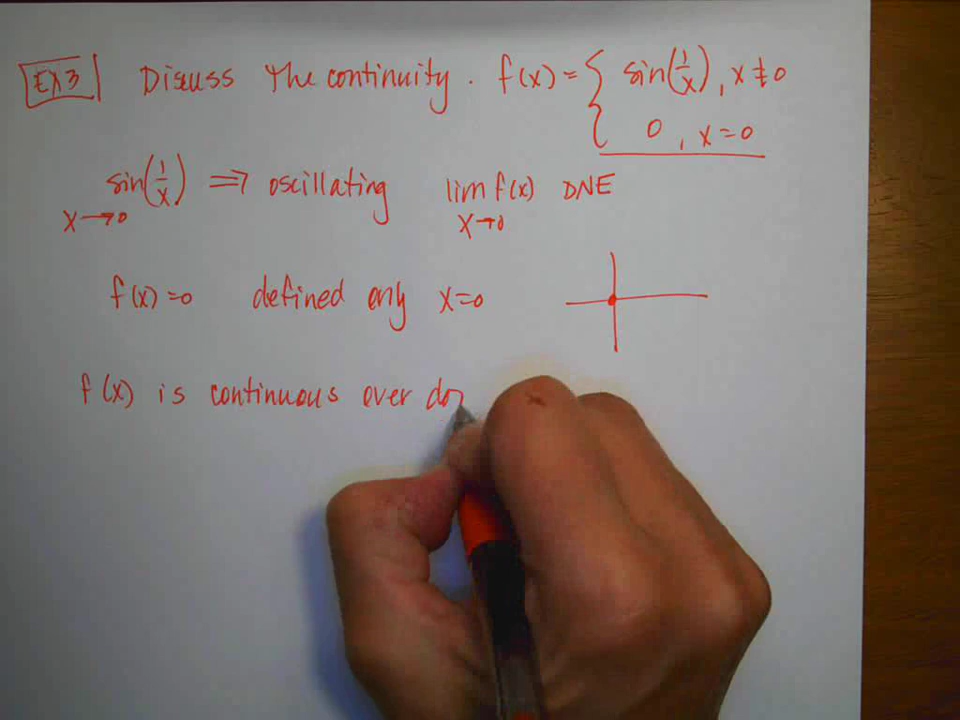 EX3 Discuss The continuity. f(x) = { sin(1/x), x ≠ 0
0, x = 0
sin(1/x) ⇒ oscillating lim f(x) DNE
x→0 x→0
f(x) = 0 defined only x=0
f(x) is continuous over do